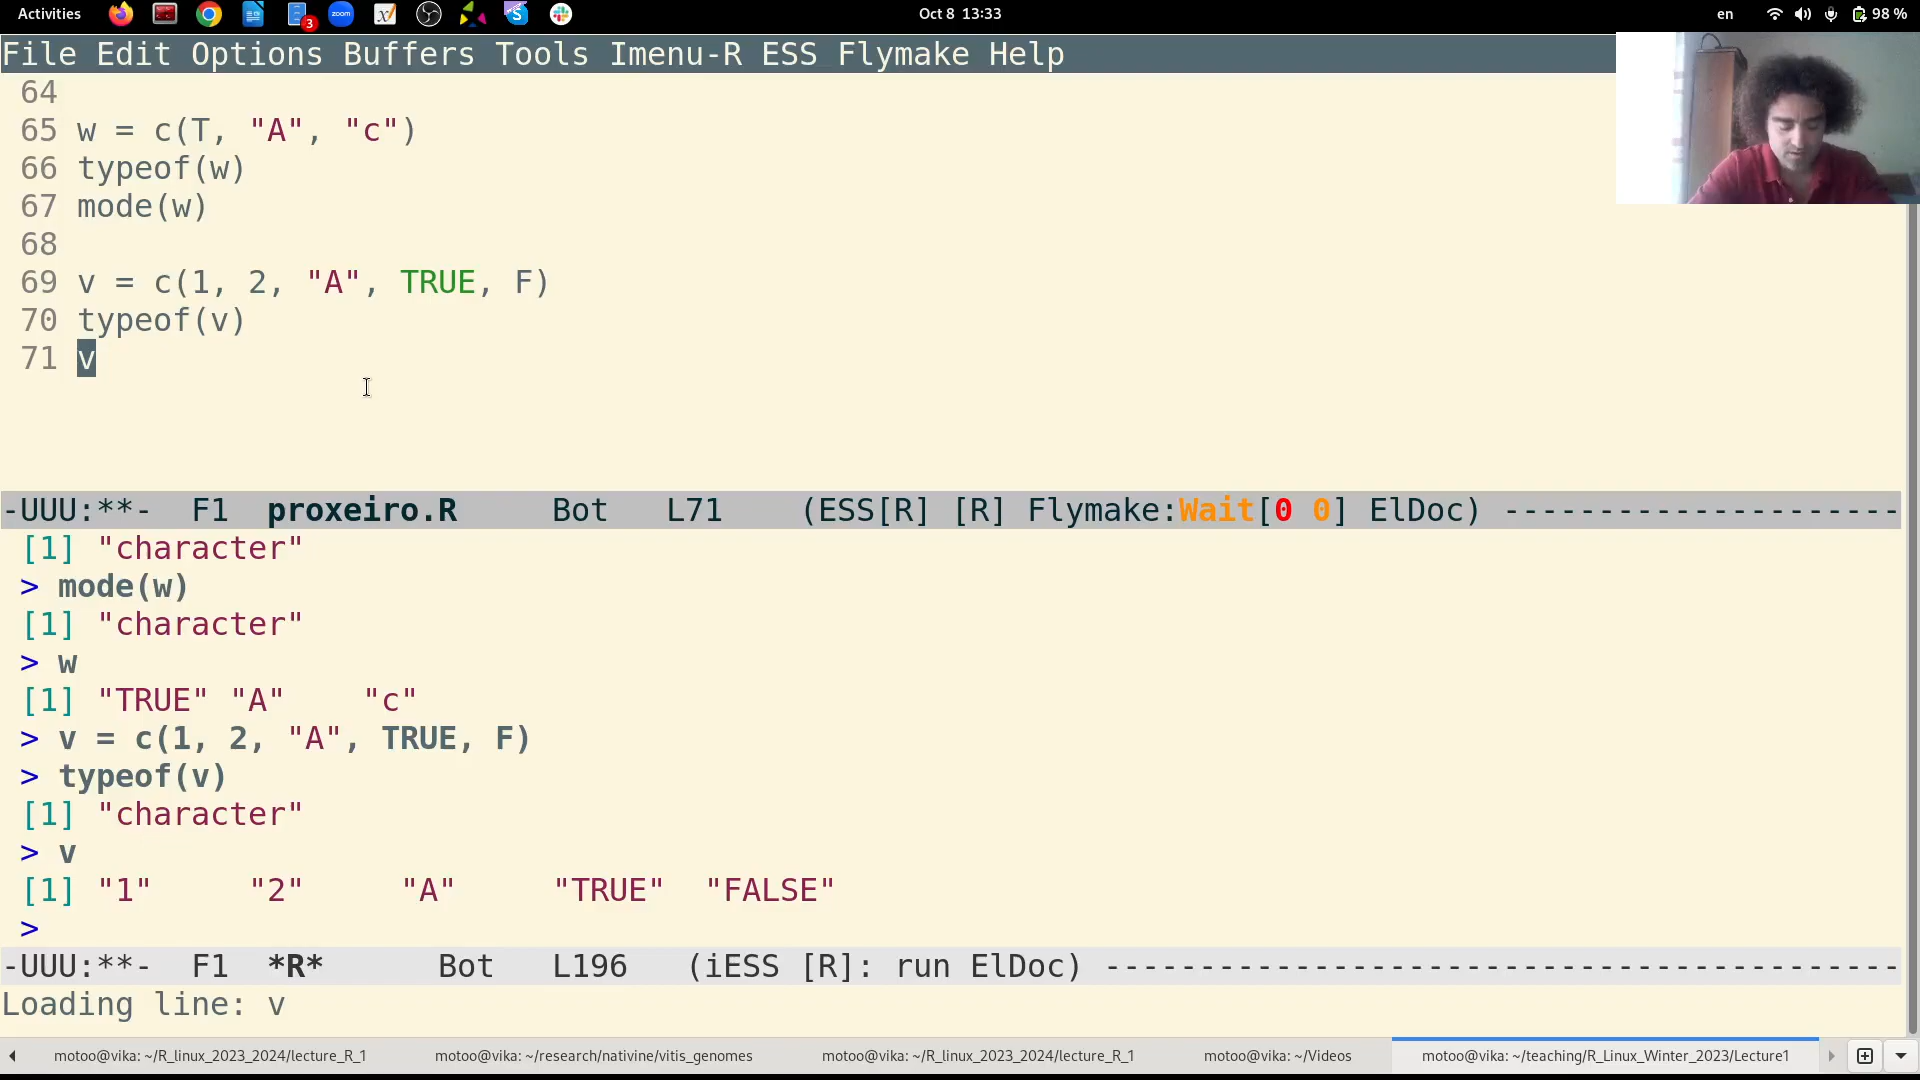 Activities 3 zoom Oct 8 13:33 en 98 %
File Edit Options Buffers Tools Imenu-R ESS Flymake Help
64
65 w = c(T, "A", "c")
66 typeof(w)
67 mode(w)
68
69 v = c(1, 2, "A", TRUE, F)
70 typeof(v)
71 v
-UUU:**- F1 proxeiro.R Bot L71 (ESS[R] [R] Flymake:Wait[0 0] ElDoc) ---------------------
[1] "character"
> mode(w)
[1] "character"
> w
[1] "TRUE" "A" "c"
> v = c(1, 2, "A", TRUE, F)
> typeof(v)
[1] "character"
> v
[1] "1" "2" "A" "TRUE" "FALSE"
>
-UUU:**- F1 *R* Bot L196 (iESS [R]: run ElDoc) ------------------------------------------
Loading line: v
motoo@vika: ~/R_linux_2023_2024/lecture_R_1 motoo@vika: ~/research/nativine/vitis_genomes motoo@vika: ~/R_linux_2023_2024/lecture_R_1 motoo@vika: ~/Videos motoo@vika: ~/teaching/R_Linux_Winter_2023/Lecture1